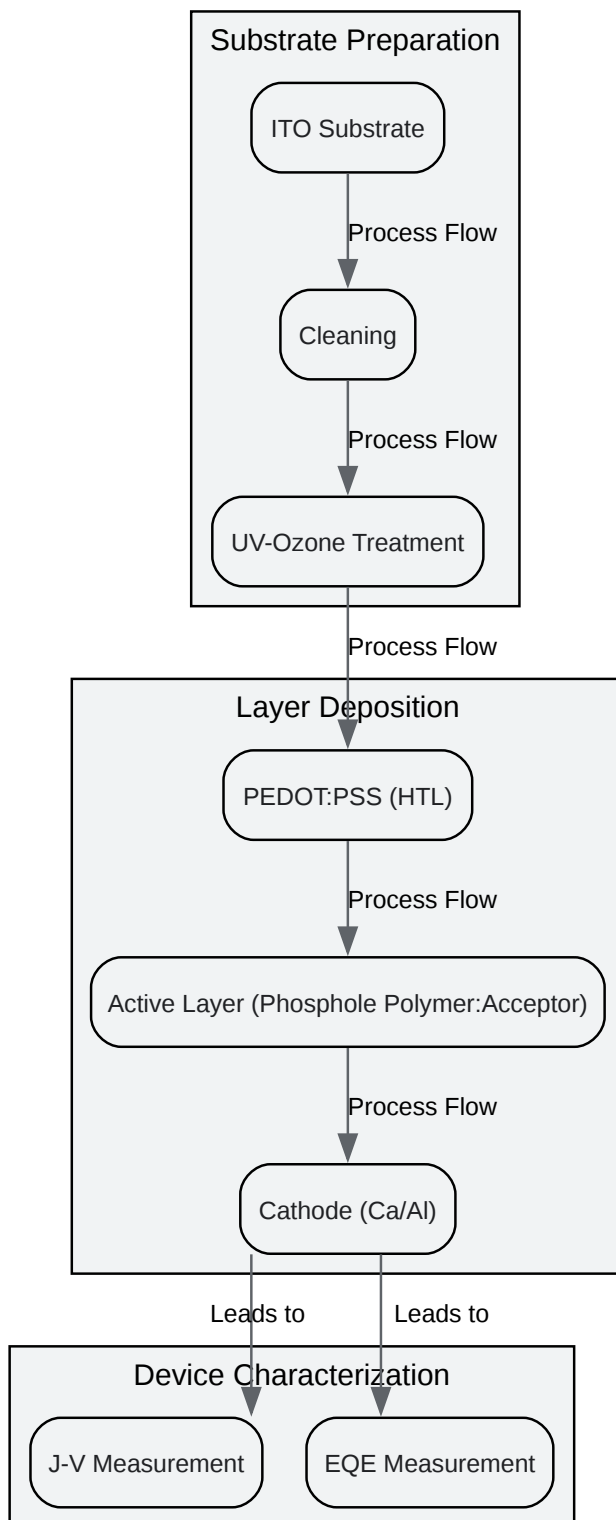 Substrate Preparation
ITO Substrate
Process Flow
Cleaning
Process Flow
UV-Ozone Treatment
Process Flow
Layer Deposition
PEDOT:PSS (HTL)
Process Flow
Active Layer (Phosphole Polymer:Acceptor)
Process Flow
Cathode (Ca/Al)
Leads to
Leads to
Device Characterization
J-V Measurement
EQE Measurement